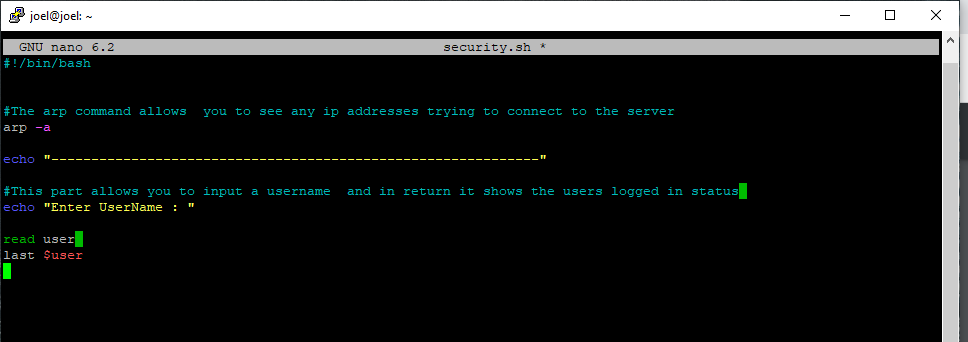 joel@joel: ~
GNU nano 6.2 security.sh *
#!/bin/bash
#The arp command allows  you to see any ip addresses trying to connect to the server
arp -a
echo "-------------------------------------------------------------"
#This part allows you to input a username  and in return it shows the users logged in status
echo "Enter UserName : "
read user
last $user